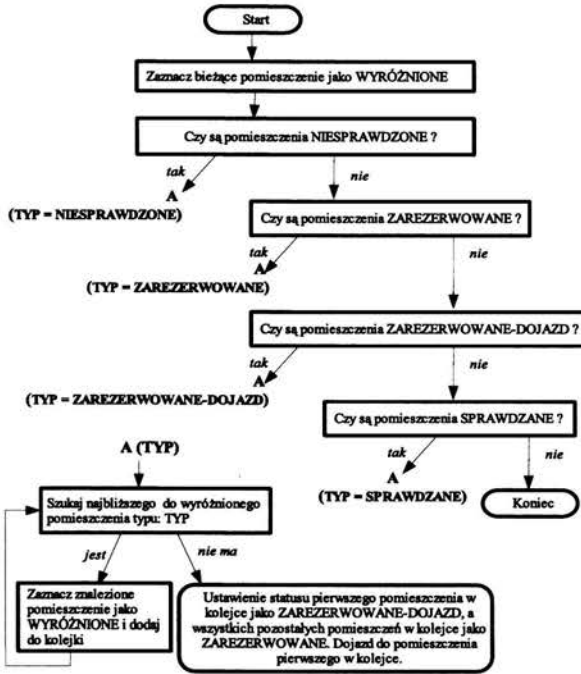 Start
Zaznacz bieżące pomieszczenie jako WYRÓŻNIONE
Czy są pomieszczenia NIESPRAWDZONE ?
tak
nie
A
(TYP = NIESPRAWDZONE)
Czy są pomieszczenia ZAREZERWOWANE ?
tak
nie
A
(TYP = ZAREZERWOWANE)
Czy są pomieszczenia ZAREZERWOWANE-DOJAZD ?
tak
nie
A
(TYP = ZAREZERWOWANE-DOJAZD)
Czy są pomieszczenia SPRAWDZANE ?
tak
nie
A
(TYP = SPRAWDZANE)
Koniec
A (TYP)
Szukaj najbliższego do wyróżnionego
pomieszczenia typu: TYP
jest
nie ma
Zaznacz znalezione
pomieszczenie jako
WYRÓŻNIONE i dodaj
do kolejki
Ustawienie statusu pierwszego pomieszczenia w
kolejce jako ZAREZERWOWANE-DOJAZD, a
wszystkich pozostałych pomieszczeń w kolejce jako
ZAREZERWOWANE. Dojazd do pomieszczenia
pierwszego w kolejce.